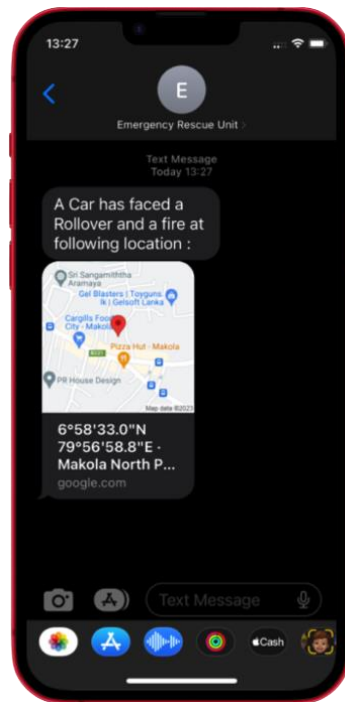 13:27
E
Emergency Rescue Unit
Text Message
Today 13:27
A Car has faced a
Rollover and a fire at
following location :
Sri Sangamiththa
Aramaya
Gel Blasters | Toyguns.
lk | Gelsoft Lanka
Cargills Food
City - Makola
Pizza Hut - Makola
PR House Design
Map data ©2023
6°58'33.0"N
79°56'58.8"E ·
Makola North P...
google.com
Text Message
Cash